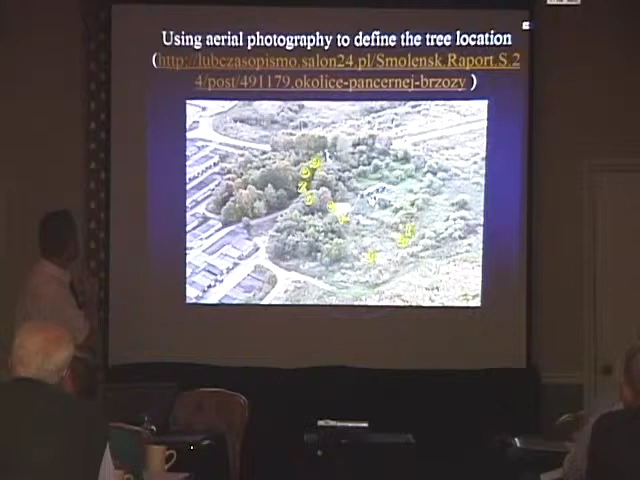 Using aerial photography to define the tree location
(http://lubczasopismo.salon24.pl/Smolensk.Raport.S.2
4/post/491179,okolice-pancernej-brzozy )